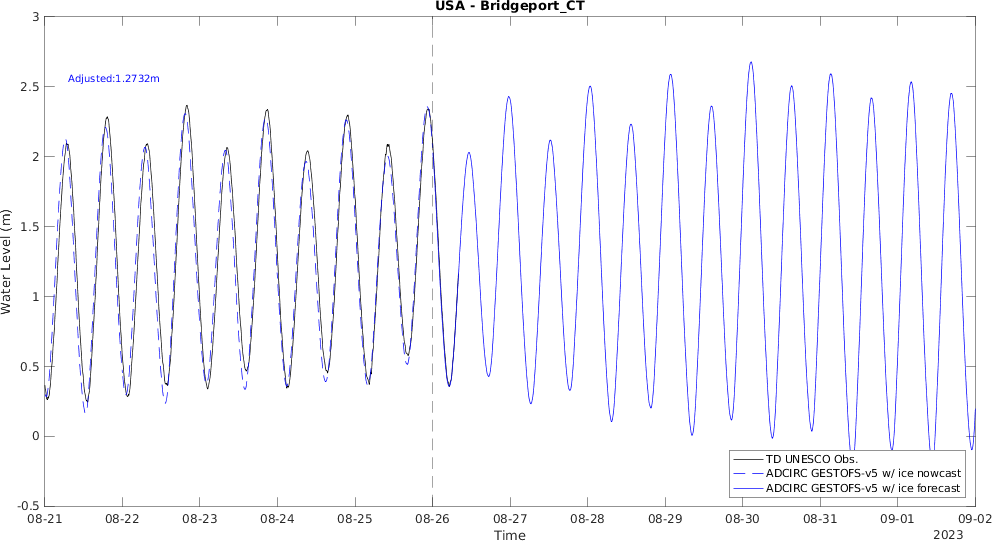 USA - Bridgeport_CT
Adjusted:1.2732m
Water Level (m)
3
2.5
2
1.5
1
0.5
0
-0.5
TD UNESCO Obs.
ADCIRC GESTOFS-v5 w/ ice nowcast
ADCIRC GESTOFS-v5 w/ ice forecast
08-21 08-22 08-23 08-24 08-25 08-26 08-27 08-28 08-29 08-30 08-31 09-01 09-02
Time
2023